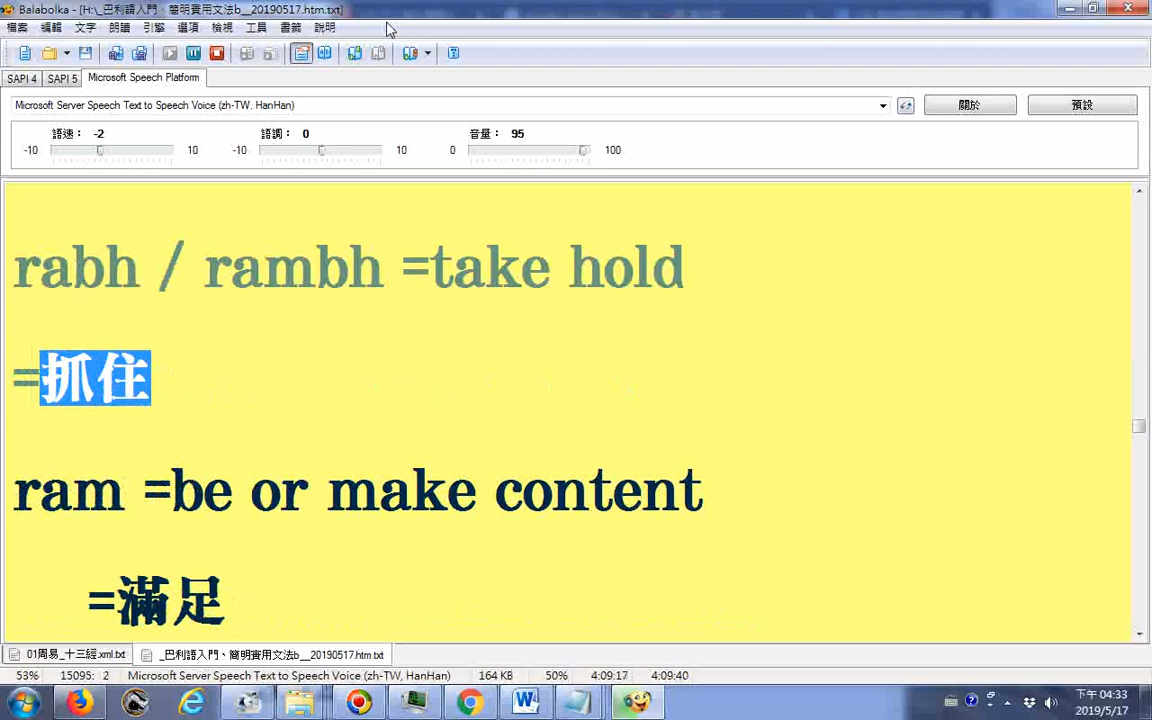 Balabolka - [H:\_巴利語入門、簡明實用文法b__20190517.htm.txt]
檔案 編輯 文字 朗讀 引擎 選項 檢視 工具 書籤 說明
SAPI 4 SAPI 5 Microsoft Speech Platform
Microsoft Server Speech Text to Speech Voice (zh-TW, HanHan) 關於 預設
語速： -2 語調： 0 音量： 95
-10 10 -10 10 0 100
rabh / rambh =take hold
=抓住
ram =be or make content
=滿足
01周易_十三經.xml.txt _巴利語入門、簡明實用文法b__20190517.htm.txt
53% 15095: 2 Microsoft Server Speech Text to Speech Voice (zh-TW, HanHan) 164 KB 50% 4:09:17 4:09:40
下午 04:33
2019/5/17